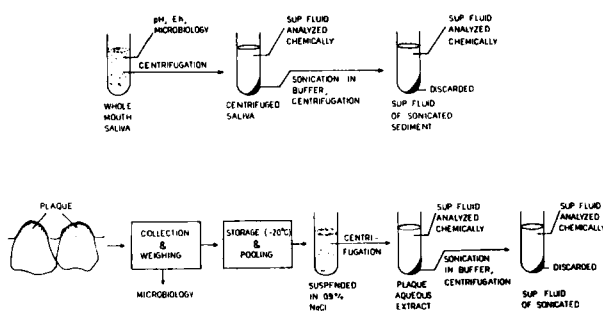 pH, Eh,
MICROBIOLOGY
CENTRIFUGATION
WHOLE
MOUTH
SALIVA
SUP FLUID
ANALYZED
CHEMICALLY
SONICATION IN
BUFFER,
CENTRIFUGATION
CENTRIFUGED
SALIVA
SUP FLUID
ANALYZED
CHEMICALLY
DISCARDED
SUP FLUID
OF SONICATED
SEDIMENT
PLAQUE
COLLECTION
&
WEIGHING
MICROBIOLOGY
STORAGE (-20°C)
&
POOLING
SUSPENDED
IN 0.9%
NaCl
CENTRI-
FUGATION
SUP FLUID
ANALYZED
CHEMICALLY
SONICATION
IN BUFFER,
CENTRIFUGATION
PLAQUE
AQUEOUS
EXTRACT
SUP FLUID
ANALYZED
CHEMICALLY
DISCARDED
SUP FLUID
OF SONICATED